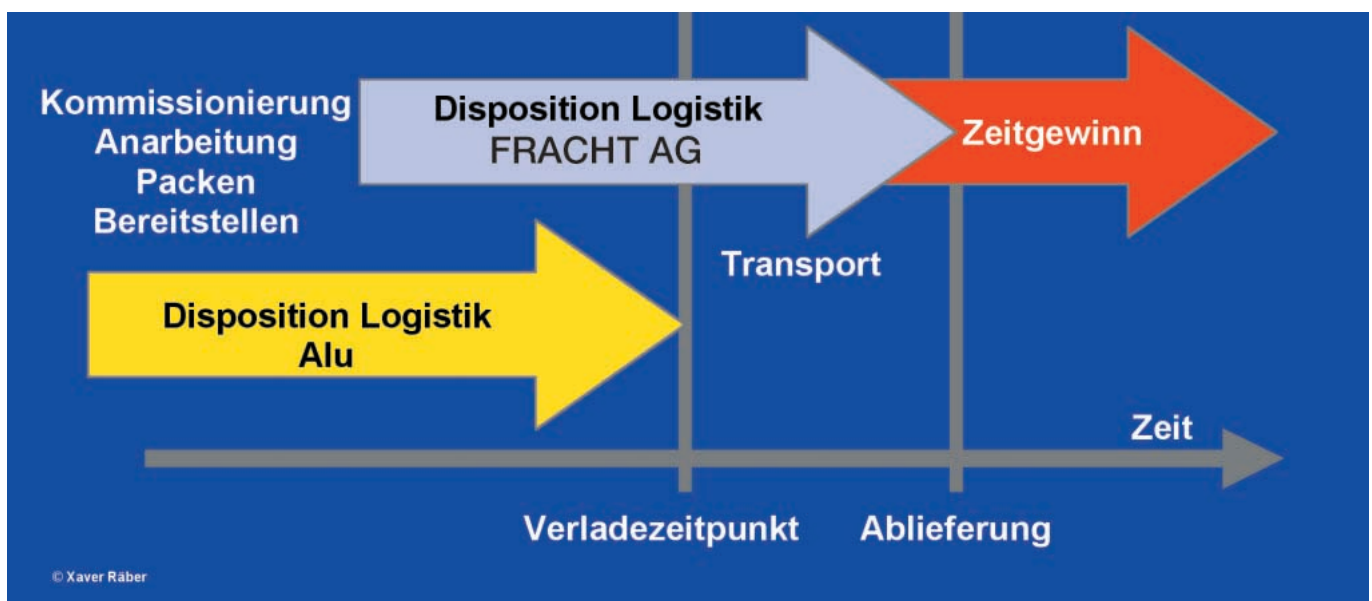 Kommissionierung
Anarbeitung
Packen
Bereitstellen
Disposition Logistik
FRACHT AG
Zeitgewinn
Transport
Disposition Logistik
Alu
Zeit
Verladezeitpunkt
Ablieferung
© Xaver Räber